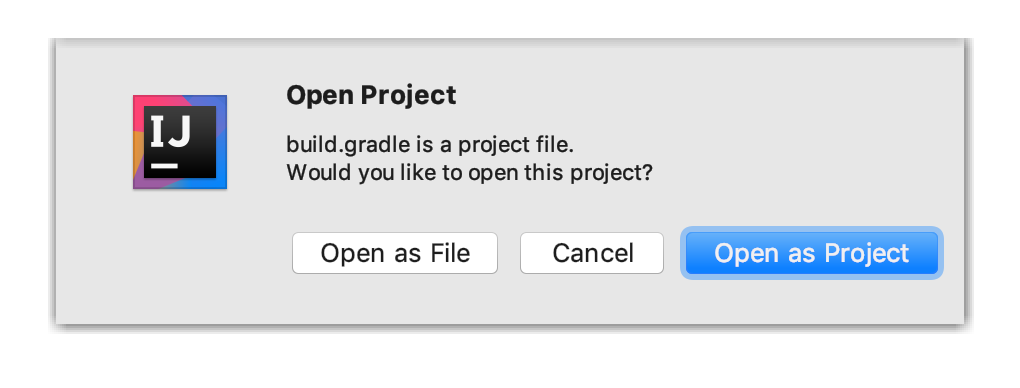 IJ
Open Project
build.gradle is a project file.
Would you like to open this project?
Open as File
Cancel
Open as Project